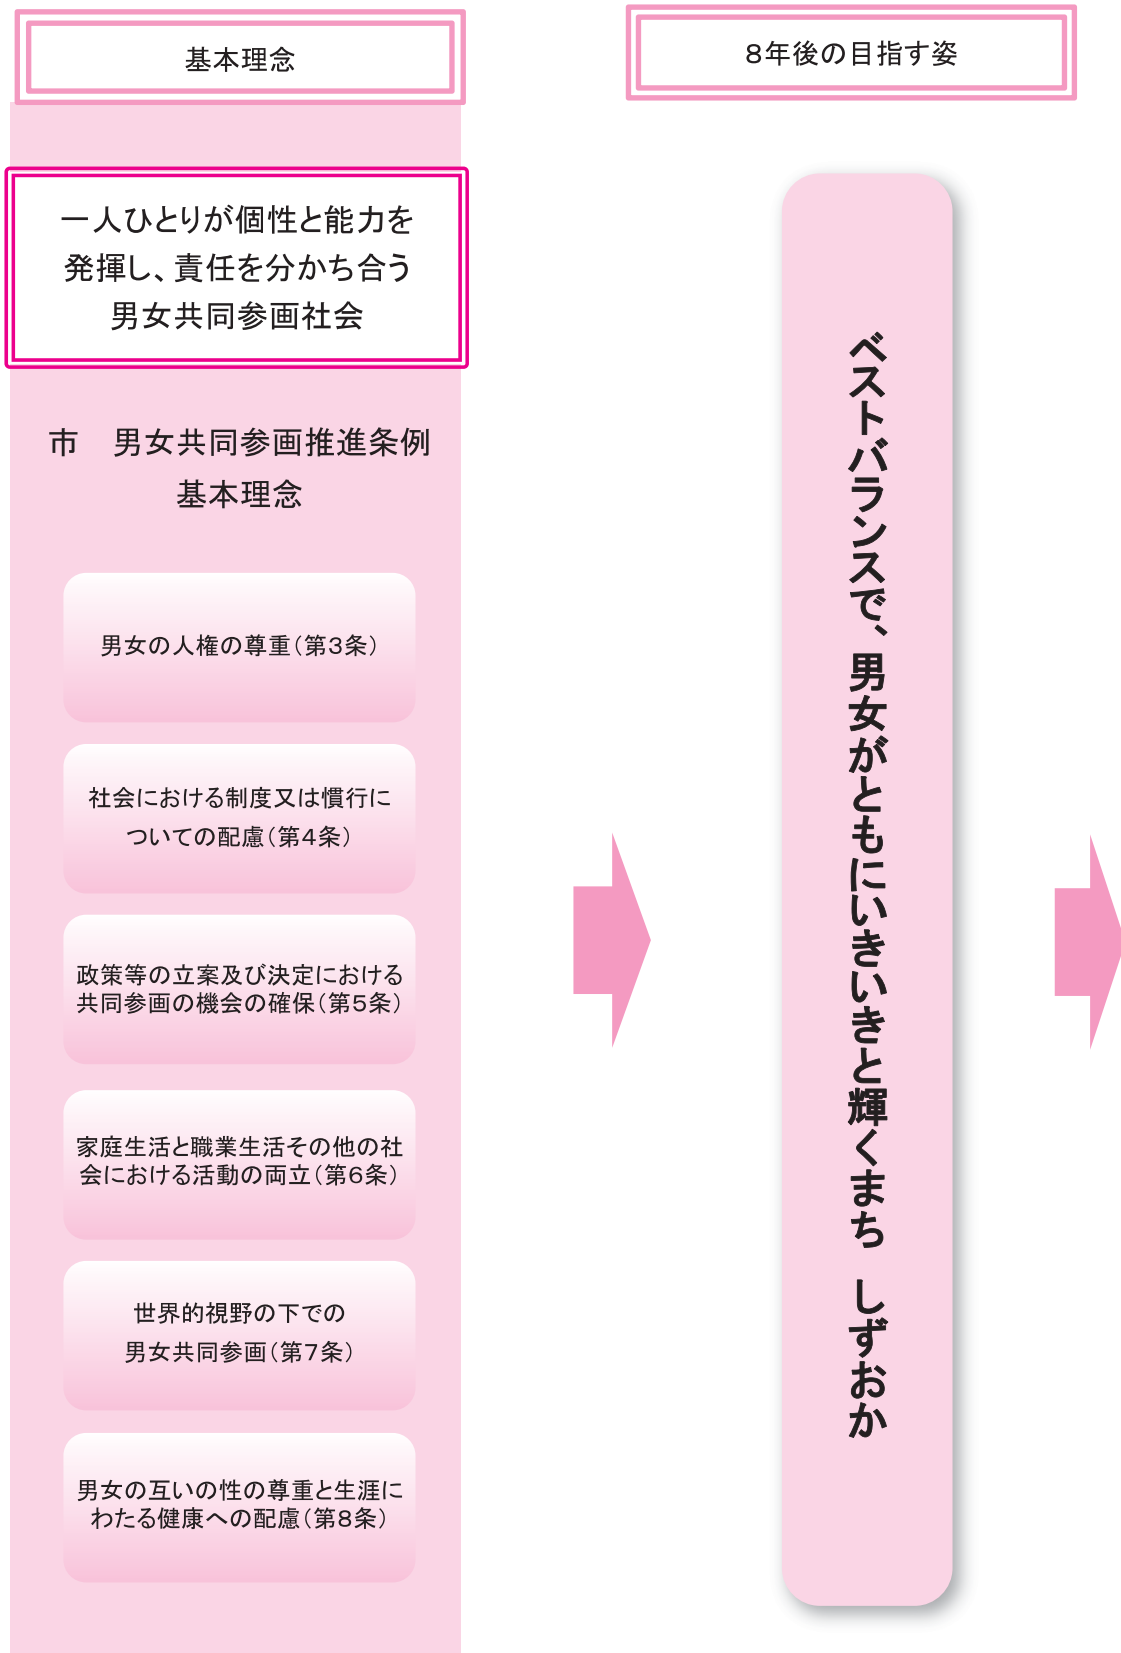 基本理念
一人ひとりが個性と能力を
発揮し、責任を分かち合う
男女共同参画社会
市　男女共同参画推進条例
基本理念
男女の人権の尊重(第3条)
社会における制度又は慣行に
ついての配慮(第4条)
政策等の立案及び決定における
共同参画の機会の確保(第5条)
家庭生活と職業生活その他の社
会における活動の両立(第6条)
世界的視野の下での
男女共同参画(第7条)
男女の互いの性の尊重と生涯に
わたる健康への配慮(第8条)
8年後の目指す姿
ベストバランスで、男女がともにいきいきと輝くまち　しずおか